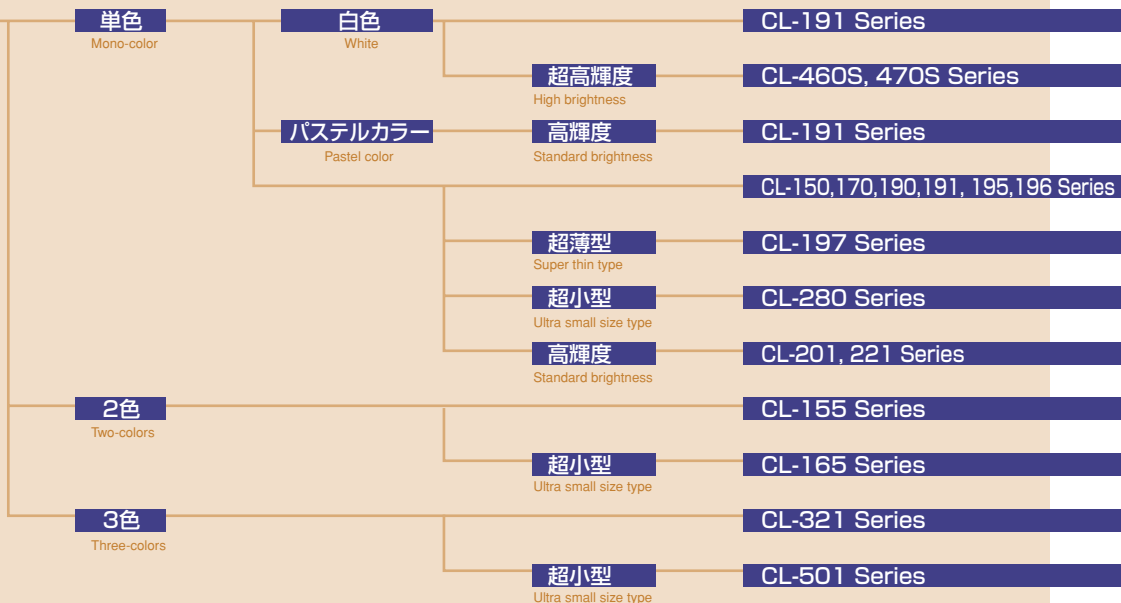 単色
Mono-color
白色
White
CL-191 Series
超高輝度
High brightness
CL-460S, 470S Series
パステルカラー
Pastel color
高輝度
Standard brightness
CL-191 Series
CL-150,170,190,191, 195,196 Series
超薄型
Super thin type
CL-197 Series
超小型
Ultra small size type
CL-280 Series
高輝度
Standard brightness
CL-201, 221 Series
2色
Two-colors
CL-155 Series
超小型
Ultra small size type
CL-165 Series
3色
Three-colors
CL-321 Series
超小型
Ultra small size type
CL-501 Series